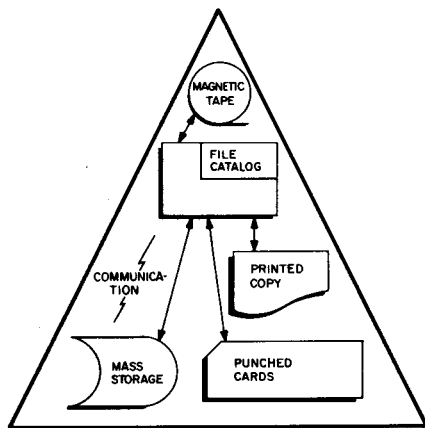 MAGNETIC
TAPE
FILE
CATALOG
COMMUNICA-
TION
PRINTED
COPY
MASS
STORAGE
PUNCHED
CARDS